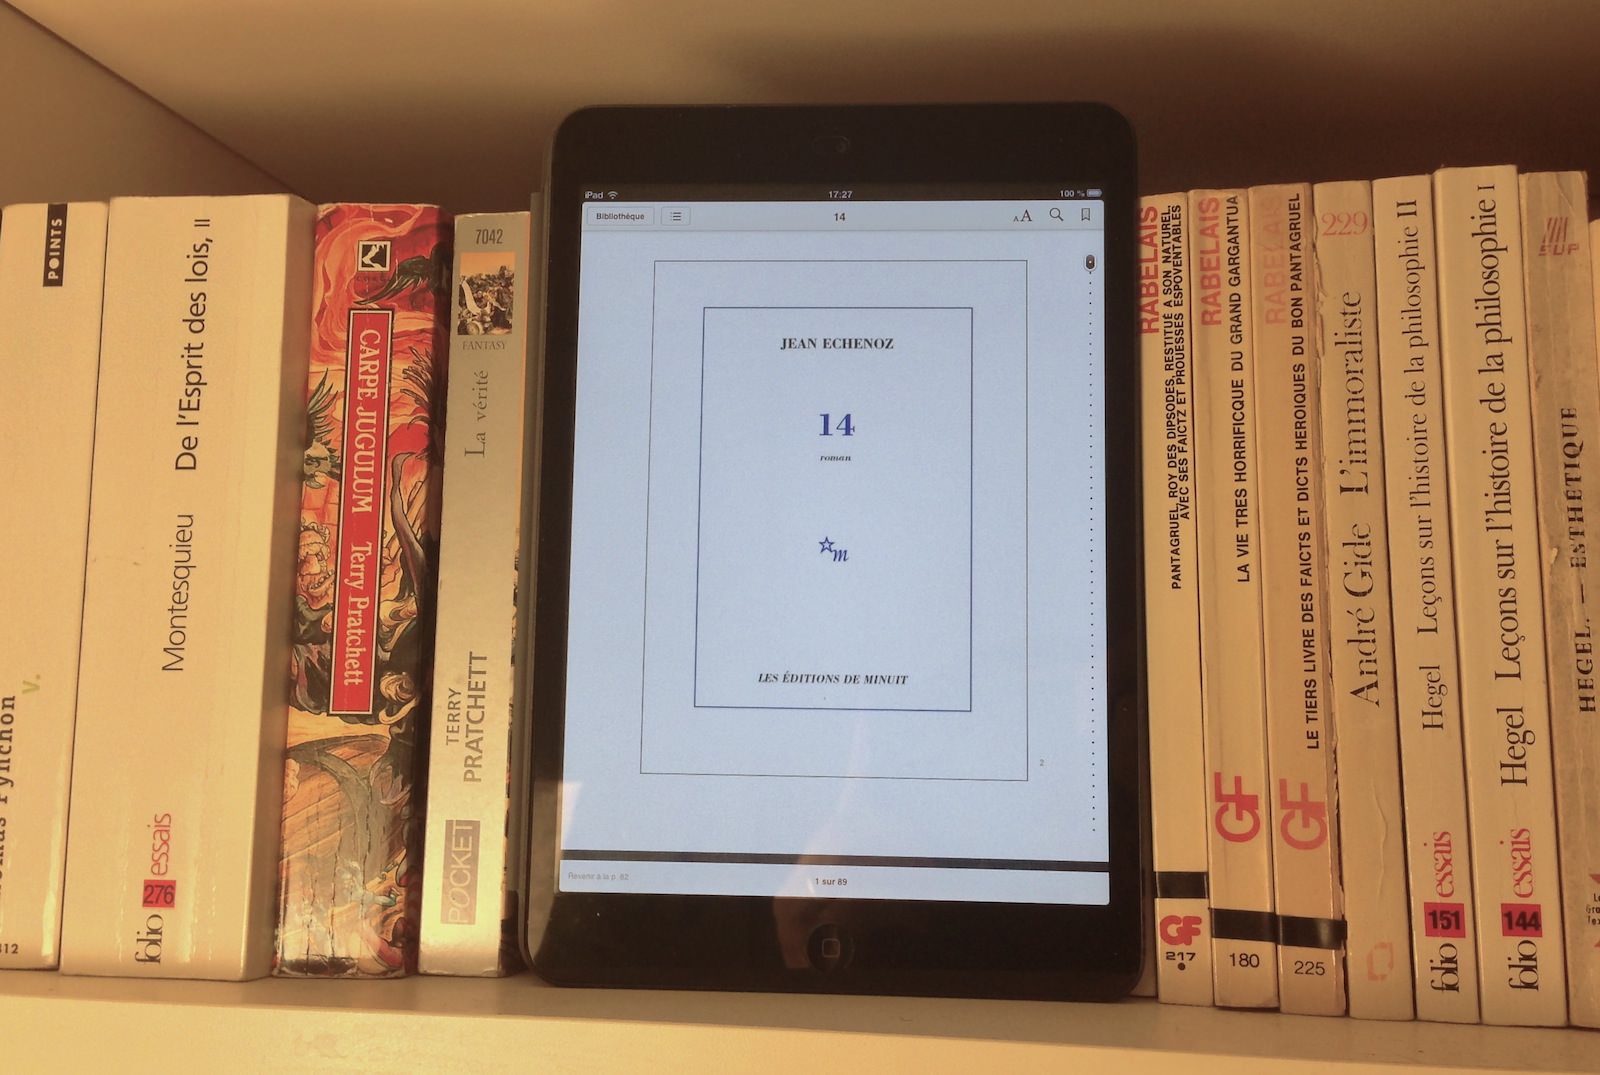 POINTS
V.
Pynchon
Montesquieu De l'Esprit des lois, II
folio 276 essais
CARPE JUGULUM Terry Pratchett
7042
FANTASY
La vérité
TERRY
PRATCHETT
POCKET
iPad 17:27 100 %
Bibliothèque 14 AA
JEAN ECHENOZ
14
roman
m
LES ÉDITIONS DE MINUIT
2
Revenir à la p. 82 1 sur 89
RABELAIS
PANTAGRUEL, ROY DES DIPSODES, RESTITUÉ A SON NATUREL,
AVEC SES FAICTZ ET PROUESSES ESPOVENTABLES
GF
217
RABELAIS
LA VIE TRES HORRIFICQUE DU GRAND GARGANTUA
GF
180
RABELAIS
LE TIERS LIVRE DES FAICTS ET DICTS HEROIQUES DU BON PANTAGRUEL
GF
225
229
André Gide L'immoraliste
Hegel Leçons sur l'histoire de la philosophie II
folio 151 essais
Hegel Leçons sur l'histoire de la philosophie I
folio 144 essais
HEGEL. — ESTHÉTIQUE